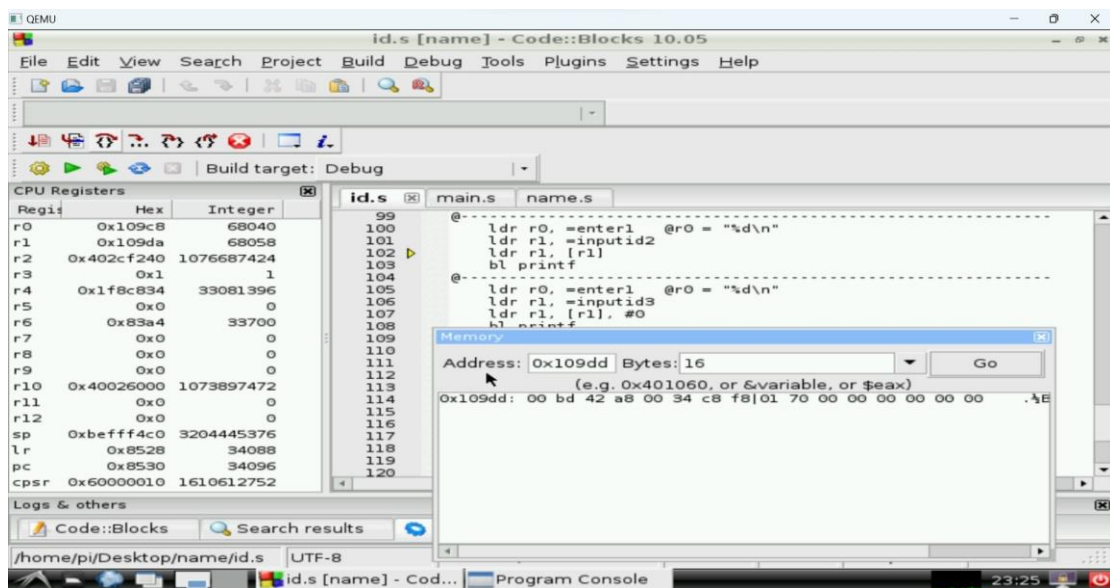 QEMU
id.s [name] - Code::Blocks 10.05
File Edit View Search Project Build Debug Tools Plugins Settings Help
Build target: Debug
CPU Registers
Regis Hex Integer
r0 0x109c8 68040
r1 0x109da 68058
r2 0x402cf240 1076687424
r3 0x1 1
r4 0x1f8c834 33081396
r5 0x0 0
r6 0x83a4 33700
r7 0x0 0
r8 0x0 0
r9 0x0 0
r10 0x40026000 1073897472
r11 0x0 0
r12 0x0 0
sp 0xbefff4c0 3204445376
lr 0x8528 34088
pc 0x8530 34096
cpsr 0x60000010 1610612752
id.s main.s name.s
99 @---------------------------------------------------------------
100 ldr r0, =enter1 @r0 = "%d\n"
101 ldr r1, =inputid2
102 ldr r1, [r1]
103 bl printf
104 @---------------------------------------------------------------
105 ldr r0, =enter1 @r0 = "%d\n"
106 ldr r1, =inputid3
107 ldr r1, [r1], #0
108 bl printf
109
110
111
112
113
114
115
116
117
118
119
120
Memory
Address: 0x109dd Bytes: 16 Go
(e.g. 0x401060, or &variable, or $eax)
0x109dd: 00 bd 42 a8 00 34 c8 f8|01 70 00 00 00 00 00 00 .½B
Logs & others
Code::Blocks Search results
/home/pi/Desktop/name/id.s UTF-8
id.s [name] - Cod... Program Console 23:25